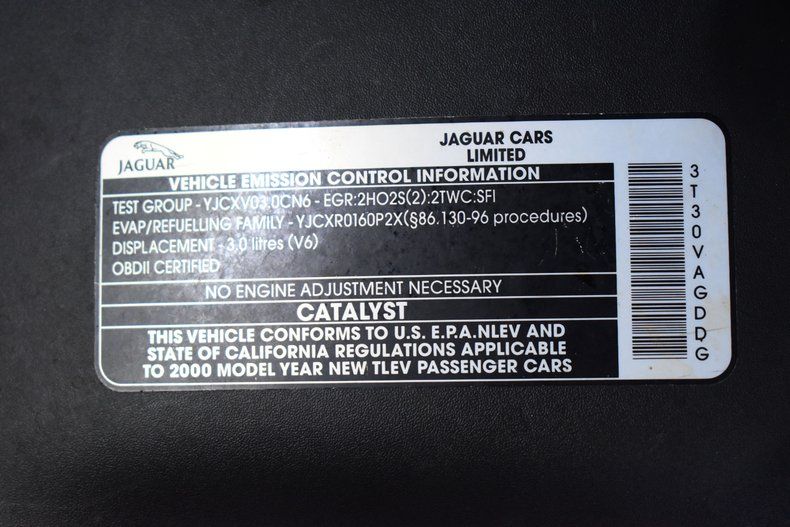 JAGUAR
JAGUAR CARS
LIMITED
VEHICLE EMISSION CONTROL INFORMATION
TEST GROUP - YJCXV03.0CN6 - EGR:2HO2S(2):2TWC:SFI
EVAP/REFUELLING FAMILY - YJCXR0160P2X(§86.130-96 procedures)
DISPLACEMENT - 3.0 litres (V6)
OBDII CERTIFIED
NO ENGINE ADJUSTMENT NECESSARY
CATALYST
THIS VEHICLE CONFORMS TO U.S. E.P.A.NLEV AND
STATE OF CALIFORNIA REGULATIONS APPLICABLE
TO 2000 MODEL YEAR NEW TLEV PASSENGER CARS
3T30VAGDDG